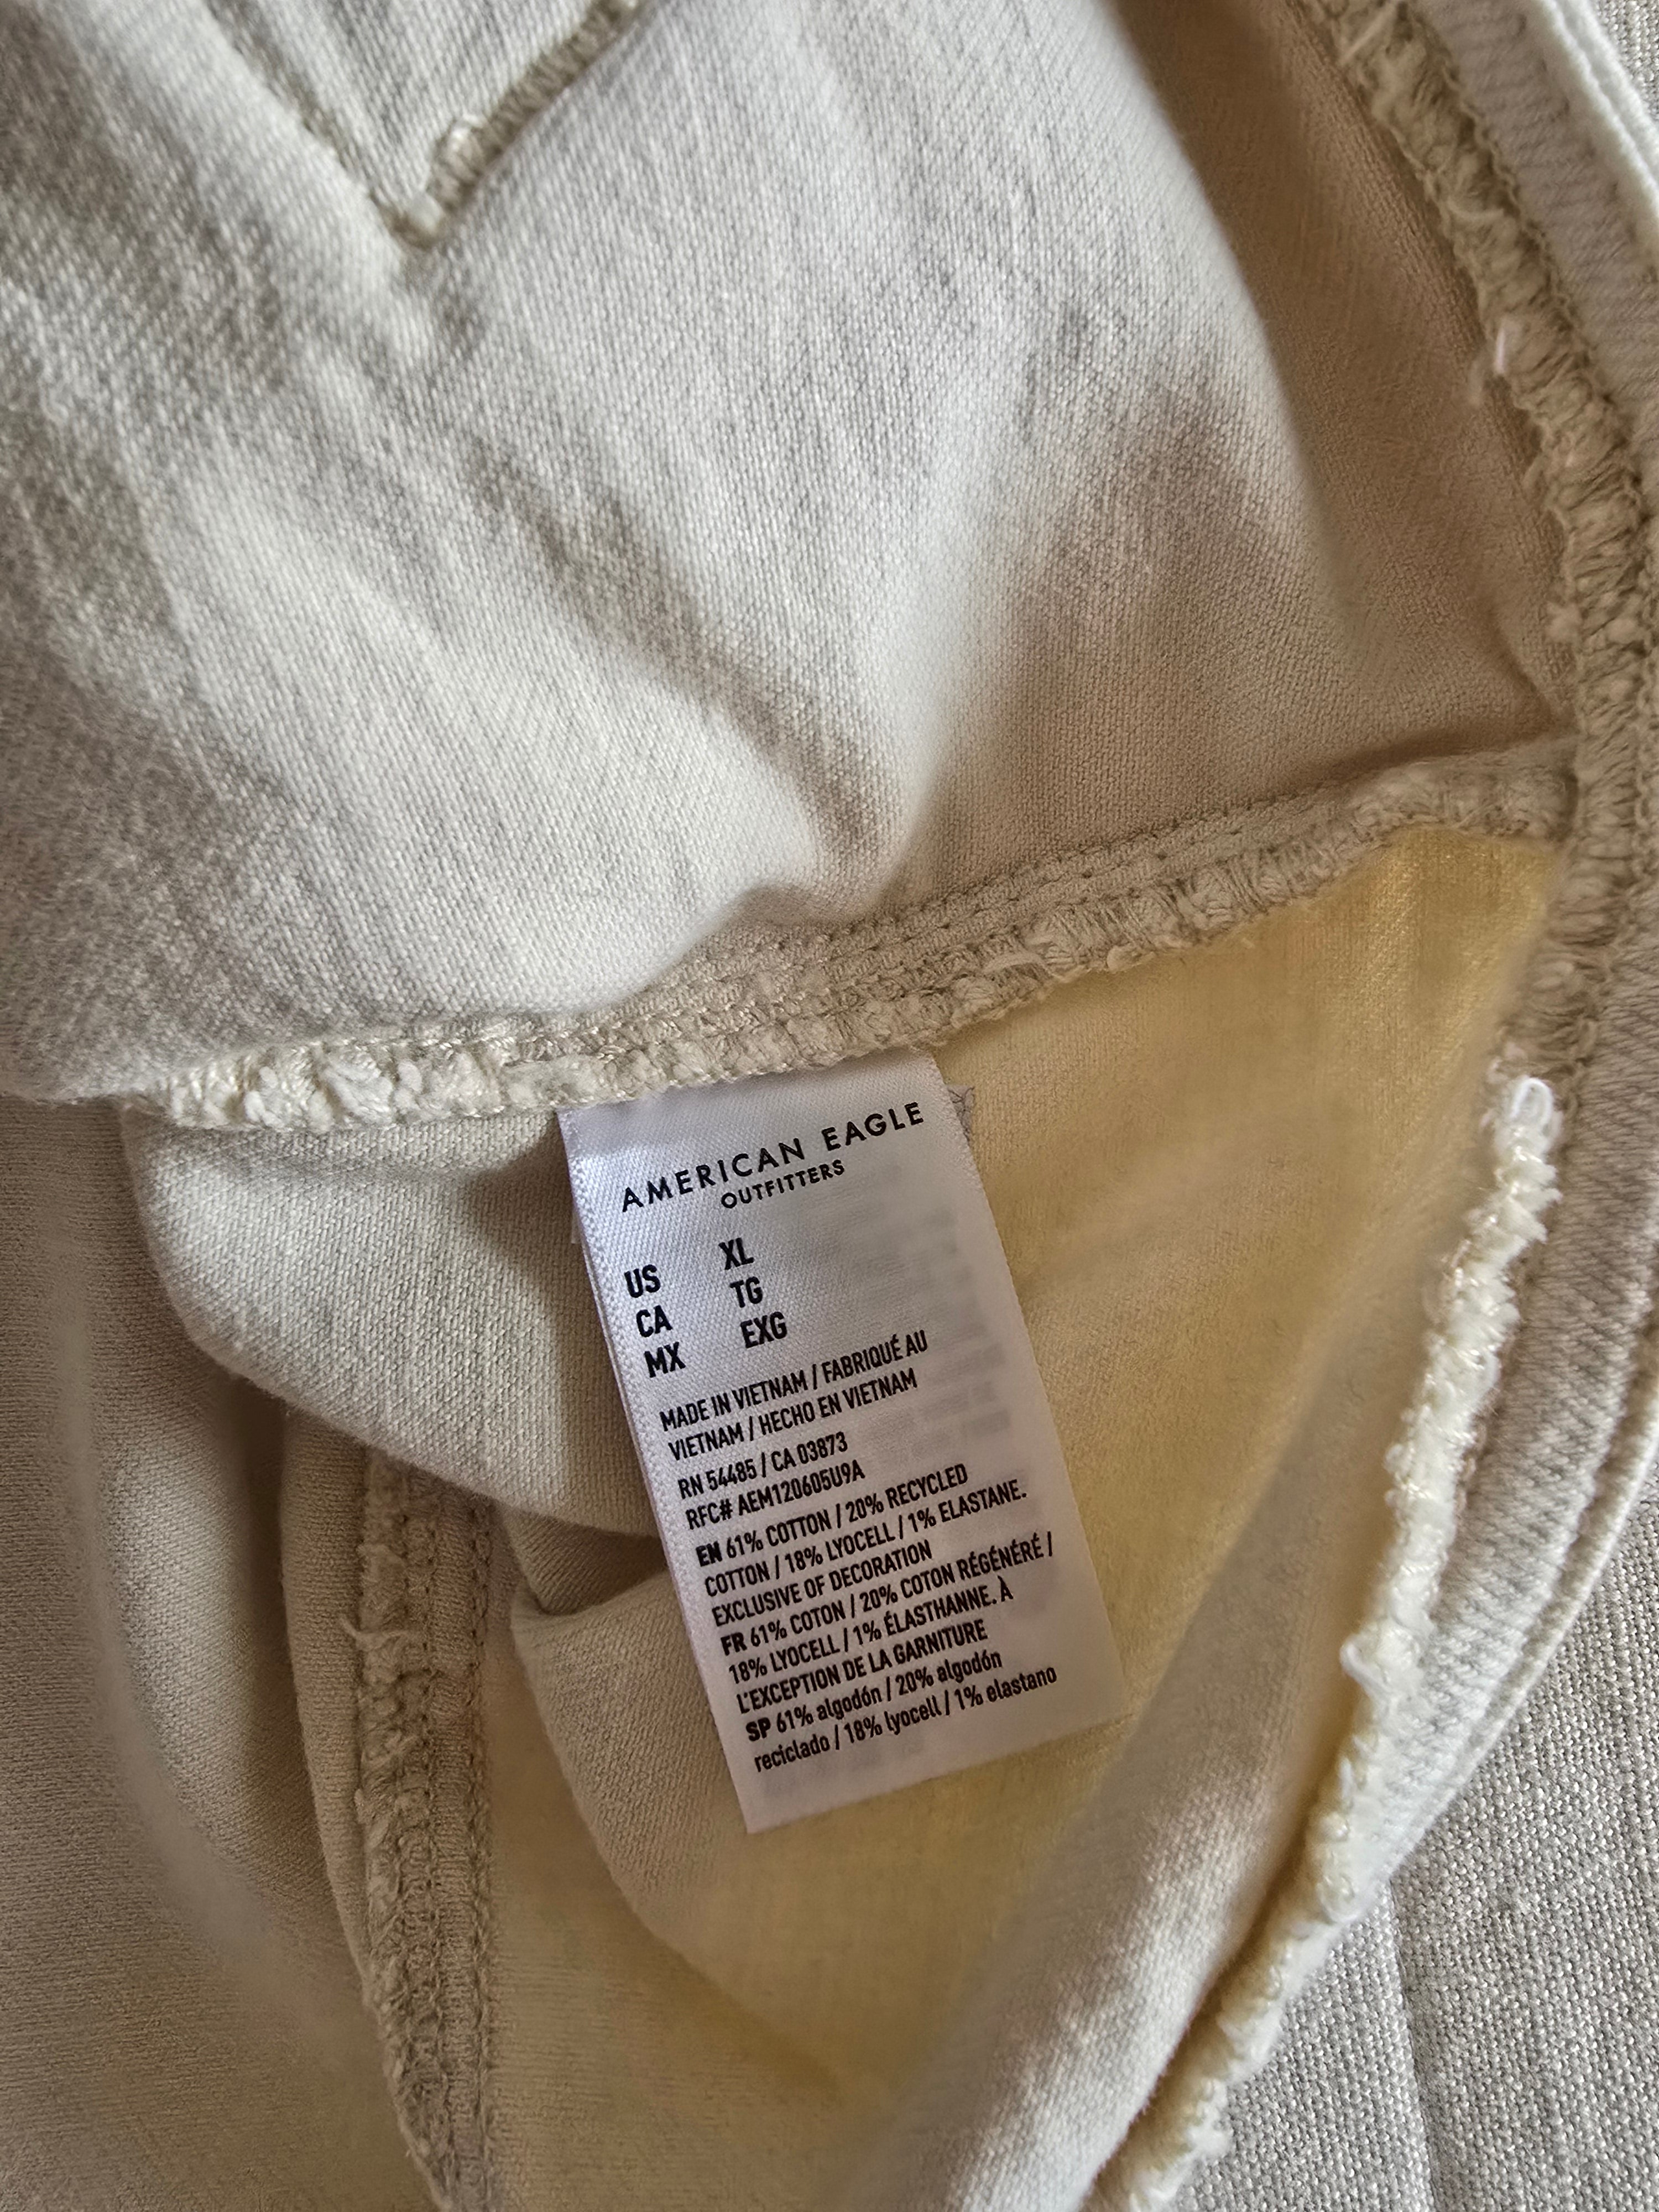 AMERICAN EAGLE
OUTFITTERS
US XL
CA TG
MX EXG
MADE IN VIETNAM / FABRIQUÉ AU
VIETNAM / HECHO EN VIETNAM
RN 54485 / CA 03873
RFC# AEM120605U9A
EN 61% COTTON / 20% RECYCLED
COTTON / 18% LYOCELL / 1% ELASTANE.
EXCLUSIVE OF DECORATION
FR 61% COTON / 20% COTON RÉGÉNÉRÉ /
18% LYOCELL / 1% ÉLASTHANNE. À
L'EXCEPTION DE LA GARNITURE
SP 61% algodón / 20% algodón
reciclado / 18% lyocell / 1% elastano